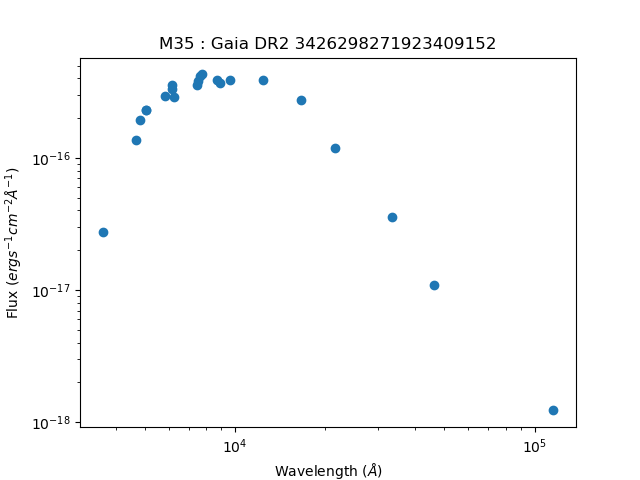 M35 : Gaia DR2 3426298271923409152
Flux (ergs⁻¹cm⁻²Å⁻¹)
10⁻¹⁶
10⁻¹⁷
10⁻¹⁸
10⁴ 10⁵
Wavelength (Å)